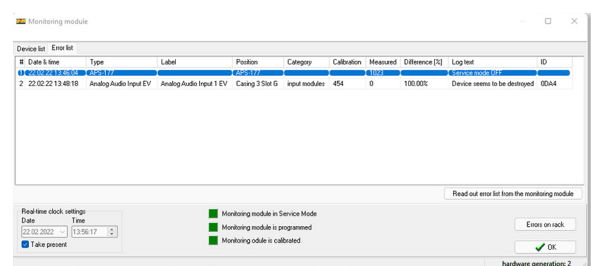 Monitoring module
Device list Error list
# Date & time Type Label Position Category Calibration Measured Difference [%] Log text ID
1 22.02.22 13:46:04 APS-177 APS-177 1023 Service mode OFF
2 22.02.22 13:48:18 Analog Audio Input EV Analog Audio Input 1 EV Casing 3 Slot G input modules 454 0 100.00% Device seems to be destroyed 0DA4
Read out error list from the monitoring module
Real-time clock settings
Date Time
22.02.2022 13:56:17
Take present
Monitoring module in Service Mode
Monitoring module is programmed
Monitoring odule is calibrated
Errors on rack
OK
hardware generation: 2